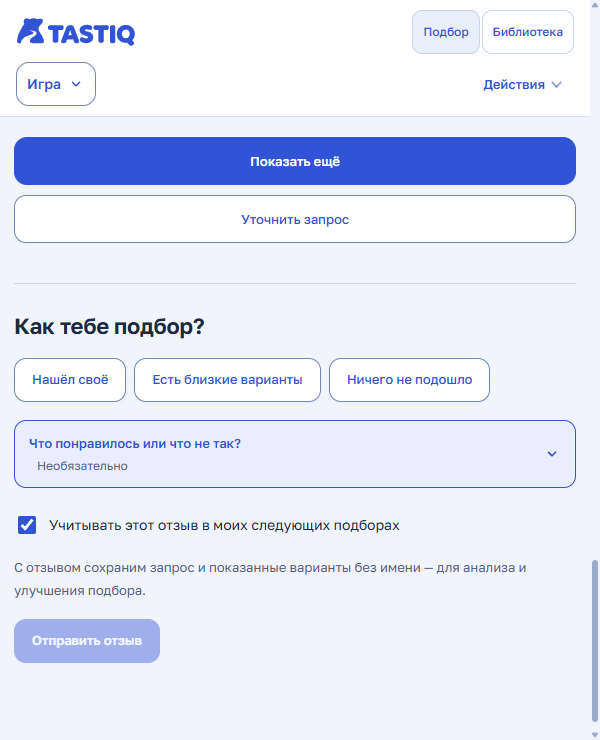 TASTIQ
Подбор
Библиотека
Игра
Действия
Показать ещё
Уточнить запрос
Как тебе подбор?
Нашёл своё
Есть близкие варианты
Ничего не подошло
Что понравилось или что не так?
Необязательно
Учитывать этот отзыв в моих следующих подборах
С отзывом сохраним запрос и показанные варианты без имени — для анализа и
улучшения подбора.
Отправить отзыв